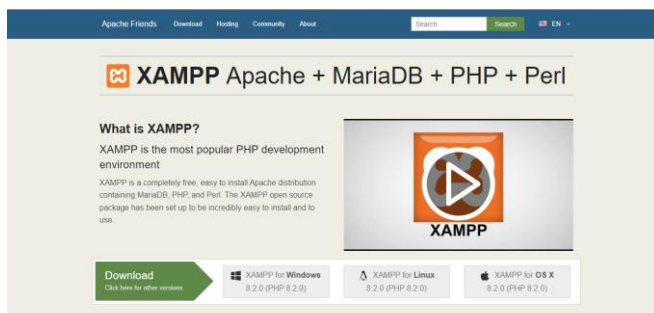 Apache Friends Download Hosting Community About Search Search EN
XAMPP Apache + MariaDB + PHP + Perl
What is XAMPP?
XAMPP is the most popular PHP development
environment
XAMPP is a completely free, easy to install Apache distribution
containing MariaDB, PHP, and Perl. The XAMPP open source
package has been set up to be incredibly easy to install and to
use.
XAMPP
Download
Click here for other versions
XAMPP for Windows
8.2.0 (PHP 8.2.0)
XAMPP for Linux
8.2.0 (PHP 8.2.0)
XAMPP for OS X
8.2.0 (PHP 8.2.0)